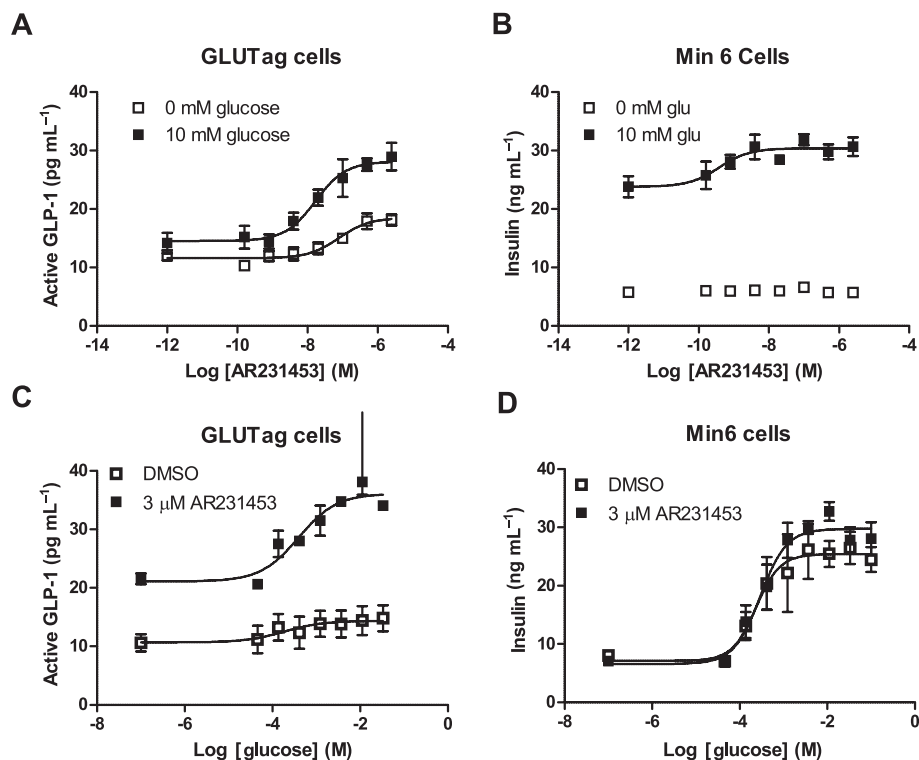 A
GLUTag cells
0 mM glucose
10 mM glucose
Active GLP-1 (pg mL⁻¹)
40
30
20
10
0
-14
-12
-10
-8
-6
-4
Log [AR231453] (M)
B
Min 6 Cells
0 mM glu
10 mM glu
Insulin (ng mL⁻¹)
40
30
20
10
0
-14
-12
-10
-8
-6
-4
Log [AR231453] (M)
C
GLUTag cells
DMSO
3 μM AR231453
Active GLP-1 (pg mL⁻¹)
40
30
20
10
0
-8
-6
-4
-2
0
Log [glucose] (M)
D
Min6 cells
DMSO
3 μM AR231453
Insulin (ng mL⁻¹)
40
30
20
10
0
-8
-6
-4
-2
0
Log [glucose] (M)